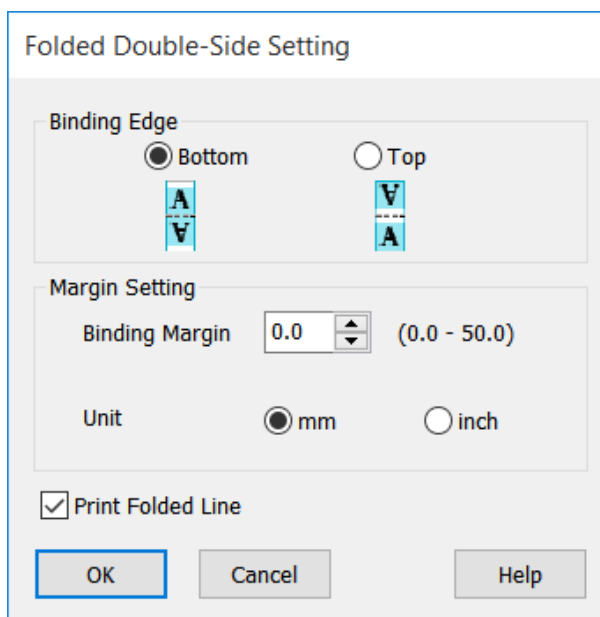 Folded Double-Side Setting
Binding Edge
Bottom Top
A A
A A
Margin Setting
Binding Margin 0.0 (0.0 - 50.0)
Unit mm inch
Print Folded Line
OK Cancel Help